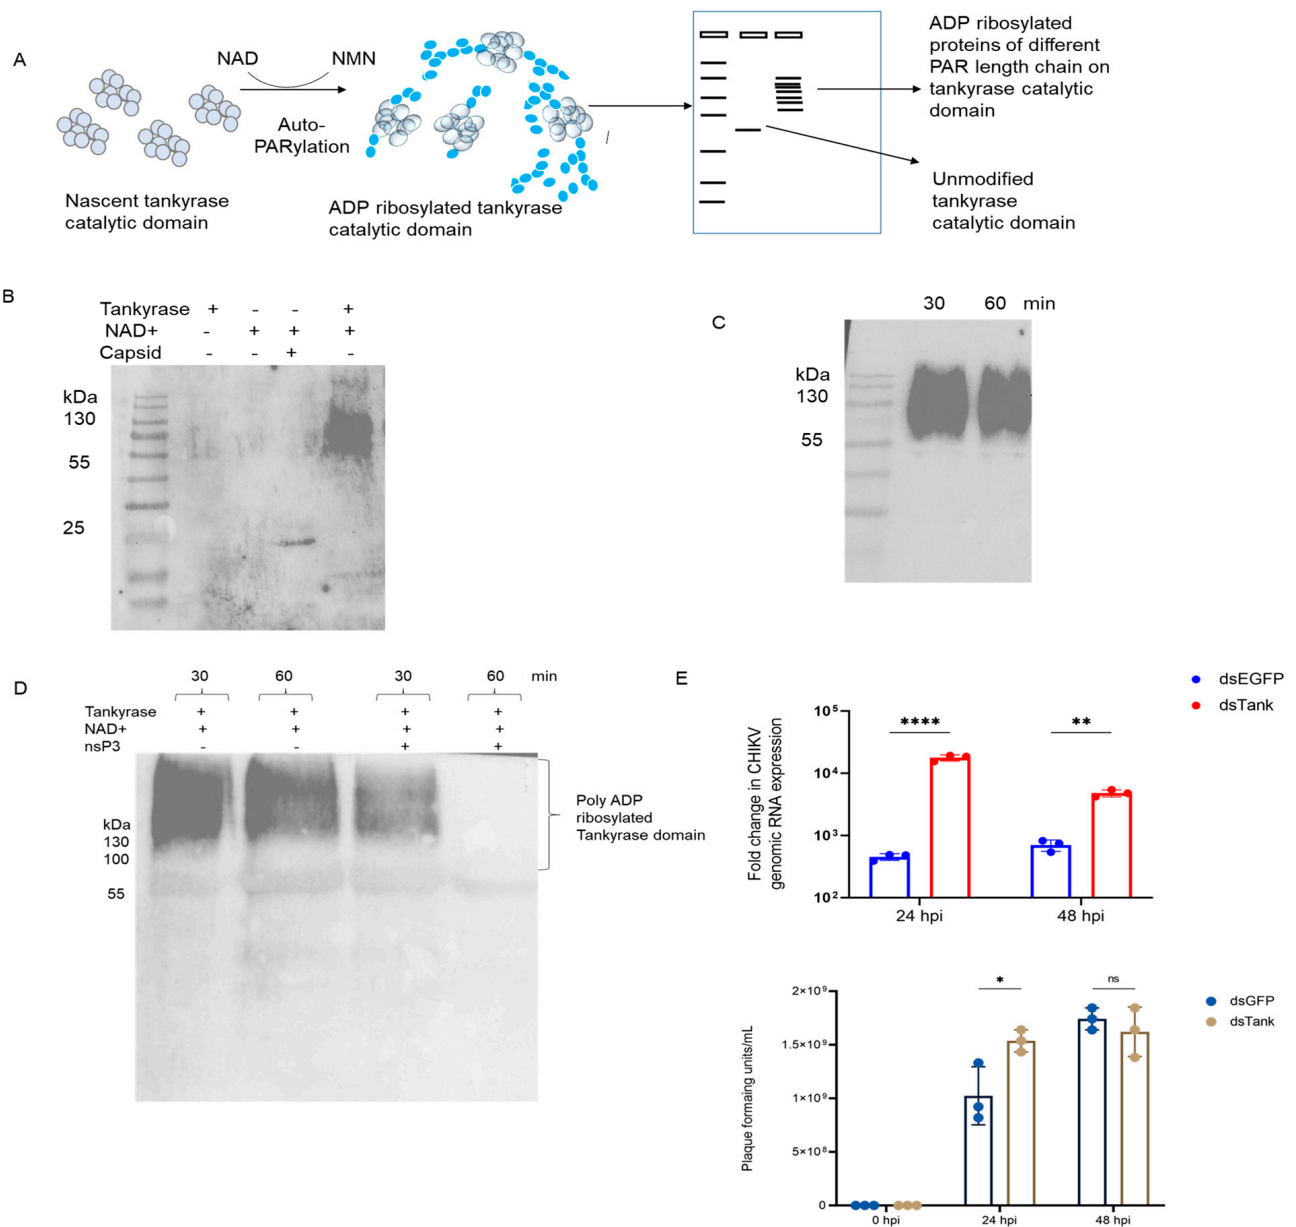 A
NAD
NMN
Auto-
PARylation
Nascent tankyrase
catalytic domain
ADP ribosylated tankyrase
catalytic domain
ADP ribosylated
proteins of different
PAR length chain on
tankyrase catalytic
domain
Unmodified
tankyrase
catalytic domain
B
Tankyrase + - - +
NAD+ - + + +
Capsid - - + -
kDa
130
55
25
C
30 60 min
kDa
130
55
D
30 60 30 60 min
Tankyrase + + + +
NAD+ + + + +
nsP3 - - + +
kDa
130
100
55
Poly ADP
ribosylated
Tankyrase domain
E
dsEGFP
dsTank
Fold change in CHIKV
genomic RNA expression
10⁵
10⁴
10³
10²
**** **
24 hpi 48 hpi
dsGFP
dsTank
Plaque formaing units/mL
2×10⁹
1.5×10⁹
1×10⁹
5×10⁸
0
* ns
0 hpi 24 hpi 48 hpi